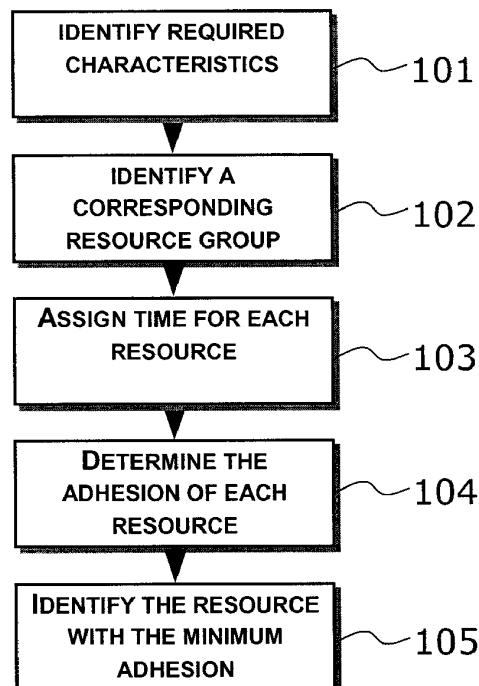 IDENTIFY REQUIRED
CHARACTERISTICS
101
IDENTIFY A
CORRESPONDING
RESOURCE GROUP
102
ASSIGN TIME FOR EACH
RESOURCE
103
DETERMINE THE
ADHESION OF EACH
RESOURCE
104
IDENTIFY THE RESOURCE
WITH THE MINIMUM
ADHESION
105